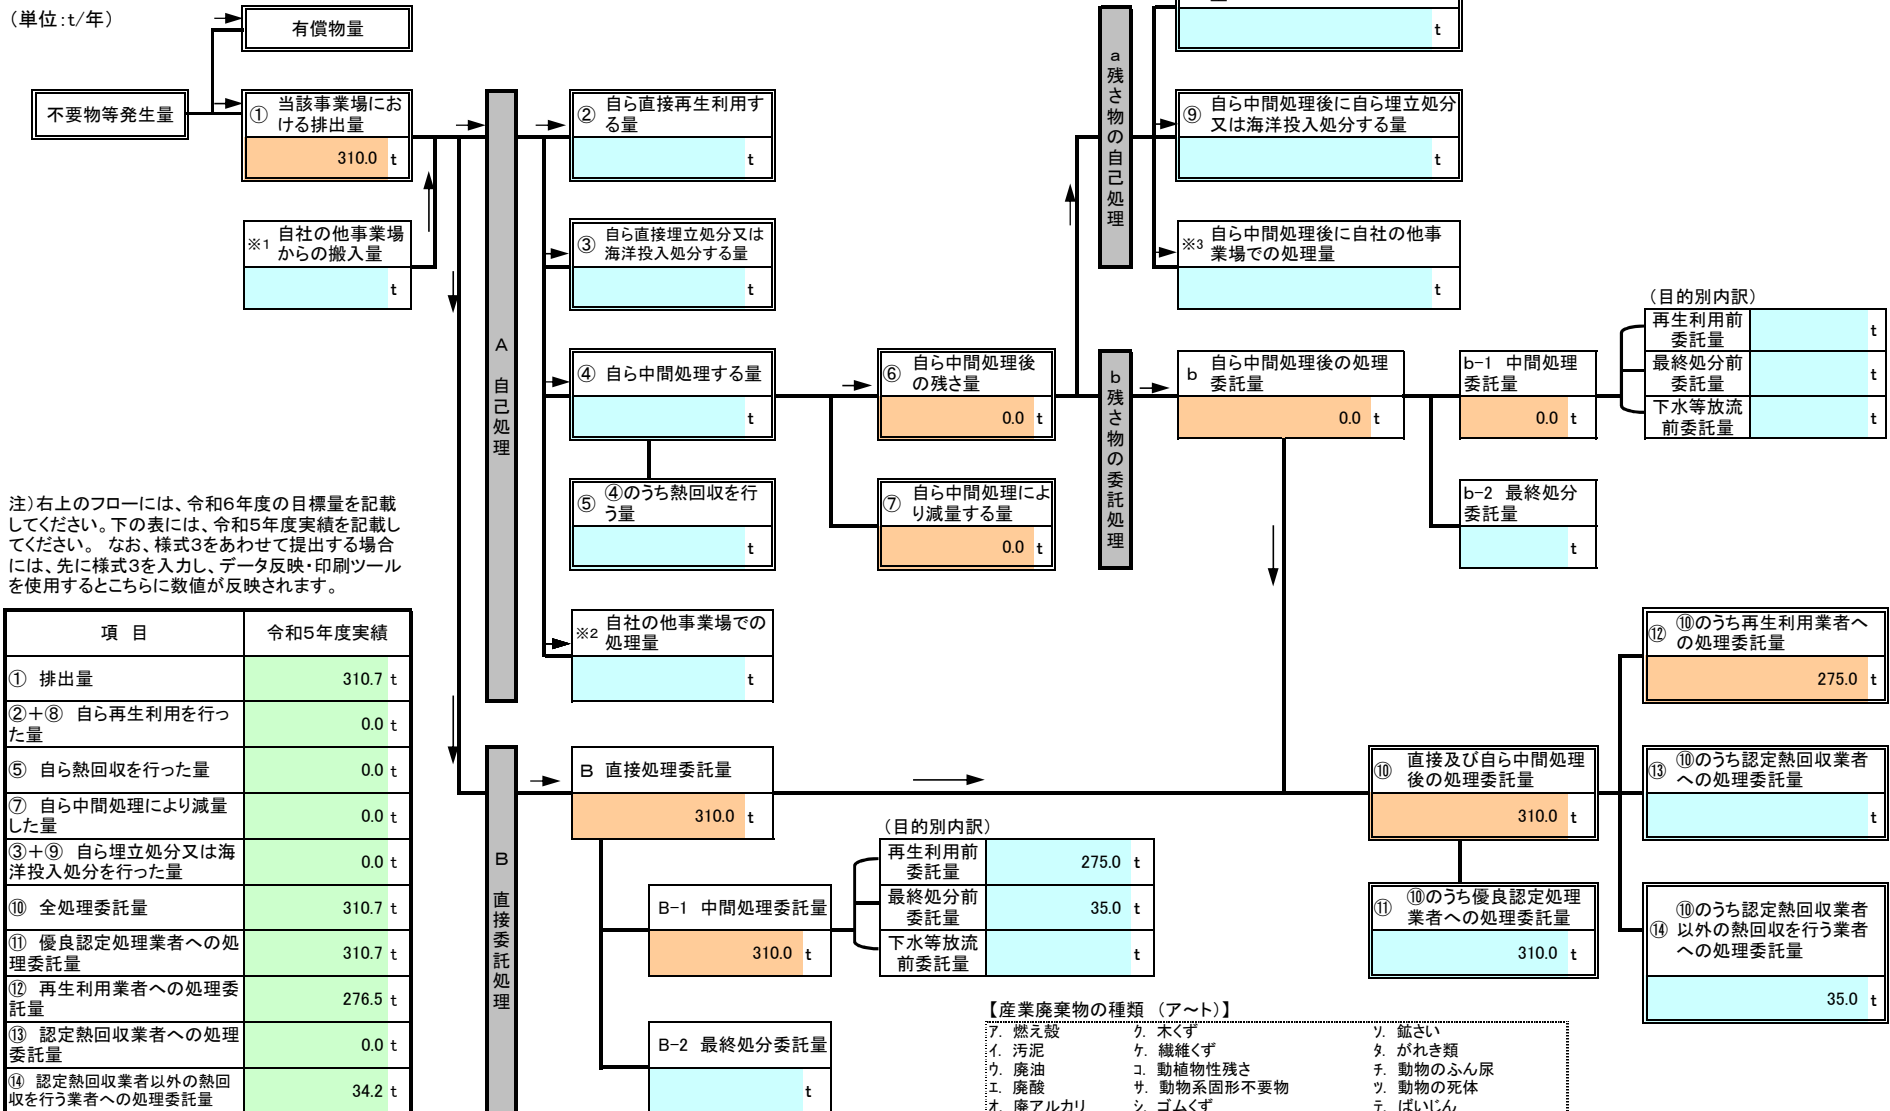 （単位：t/年）
有償物量
不要物等発生量
① 当該事業場にお
ける排出量
310.0 t
※1 自社の他事業場
からの搬入量
t
A 自己処理
② 自ら直接再生利用す
る量
t
③ 自ら直接埋立処分又は
海洋投入処分する量
t
④ 自ら中間処理する量
t
⑤ ④のうち熱回収を行
う量
t
※2 自社の他事業場での
処理量
t
⑥ 自ら中間処理後
の残さ量
0.0 t
⑦ 自ら中間処理によ
り減量する量
0.0 t
a 残さ物の自己処理
t
⑨ 自ら中間処理後に自ら埋立処分
又は海洋投入処分する量
t
※3 自ら中間処理後に自社の他事
業場での処理量
t
b 残さ物の委託処理
b 自ら中間処理後の処理
委託量
0.0 t
b-1 中間処理
委託量
0.0 t
b-2 最終処分
委託量
t
（目的別内訳）
再生利用前
委託量
t
最終処分前
委託量
t
下水等放流
前委託量
t
注）右上のフローには、令和6年度の目標量を記載
してください。下の表には、令和5年度実績を記載し
てください。 なお、様式3をあわせて提出する場合
には、先に様式3を入力し、データ反映・印刷ツール
を使用するとこちらに数値が反映されます。
項 目 令和5年度実績
① 排出量 310.7 t
②＋⑧ 自ら再生利用を行っ
た量 0.0 t
⑤ 自ら熱回収を行った量 0.0 t
⑦ 自ら中間処理により減量
した量 0.0 t
③＋⑨ 自ら埋立処分又は海
洋投入処分を行った量 0.0 t
⑩ 全処理委託量 310.7 t
⑪ 優良認定処理業者への処
理委託量 310.7 t
⑫ 再生利用業者への処理委
託量 276.5 t
⑬ 認定熱回収業者への処理
委託量 0.0 t
⑭ 認定熱回収業者以外の熱回
収を行う業者への処理委託量 34.2 t
B 直接委託処理
B 直接処理委託量
310.0 t
B-1 中間処理委託量
310.0 t
B-2 最終処分委託量
t
（目的別内訳）
再生利用前
委託量
275.0 t
最終処分前
委託量
35.0 t
下水等放流
前委託量
t
⑩ 直接及び自ら中間処理
後の処理委託量
310.0 t
⑪ ⑩のうち優良認定処理
業者への処理委託量
310.0 t
⑫ ⑩のうち再生利用業者へ
の処理委託量
275.0 t
⑬ ⑩のうち認定熱回収業者
への処理委託量
t
⑭ ⑩のうち認定熱回収業者
以外の熱回収を行う業者
への処理委託量
35.0 t
【産業廃棄物の種類 （ア～ト）】
ア. 燃え殻 ク. 木くず ソ. 鉱さい
イ. 汚泥 ケ. 繊維くず タ. がれき類
ウ. 廃油 コ. 動植物性残さ チ. 動物のふん尿
エ. 廃酸 サ. 動物系固形不要物 ツ. 動物の死体
オ. 廃アルカリ シ. ゴムくず テ. ばいじん